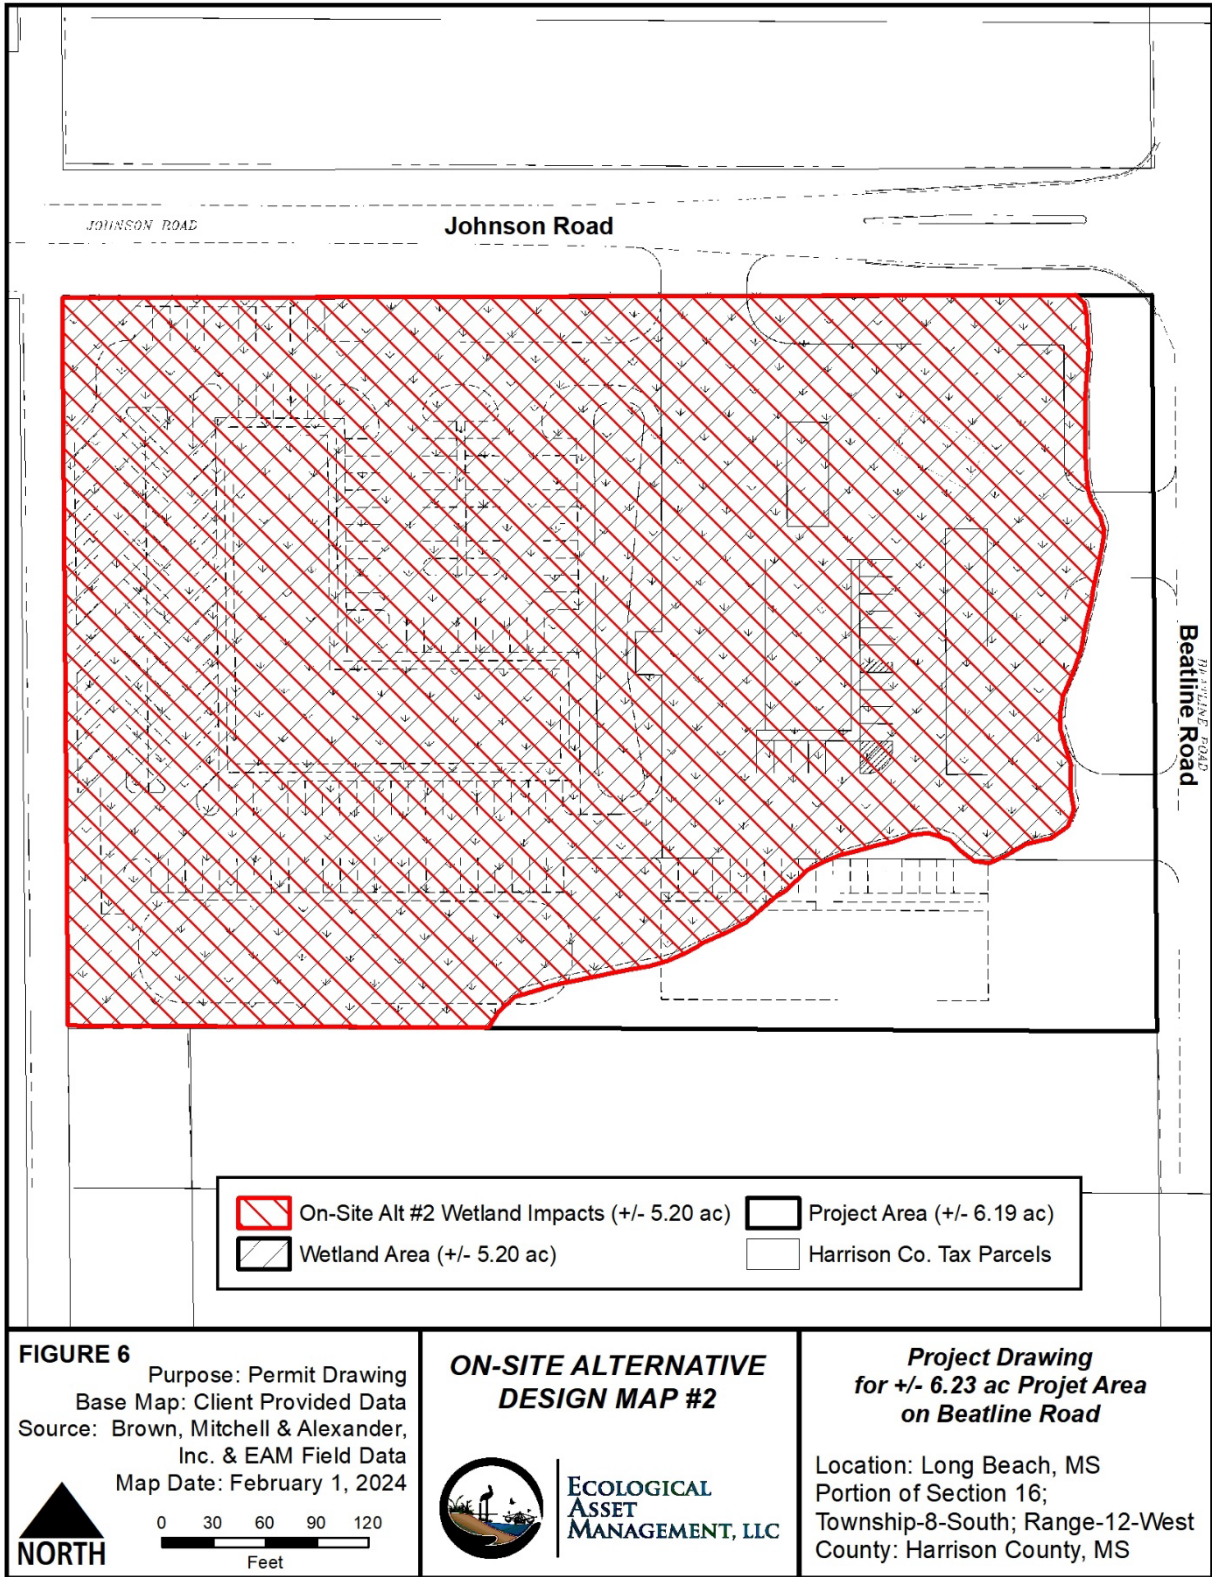 JOHNSON ROAD
Johnson Road
Beatline Road
BEATLINE ROAD
On-Site Alt #2 Wetland Impacts (+/- 5.20 ac)
Project Area (+/- 6.19 ac)
Wetland Area (+/- 5.20 ac)
Harrison Co. Tax Parcels
FIGURE 6
Purpose: Permit Drawing
Base Map: Client Provided Data
Source: Brown, Mitchell & Alexander,
Inc. & EAM Field Data
Map Date: February 1, 2024
NORTH
0 30 60 90 120
Feet
ON-SITE ALTERNATIVE
DESIGN MAP #2
ECOLOGICAL
ASSET
MANAGEMENT, LLC
Project Drawing
for +/- 6.23 ac Projet Area
on Beatline Road
Location: Long Beach, MS
Portion of Section 16;
Township-8-South; Range-12-West
County: Harrison County, MS